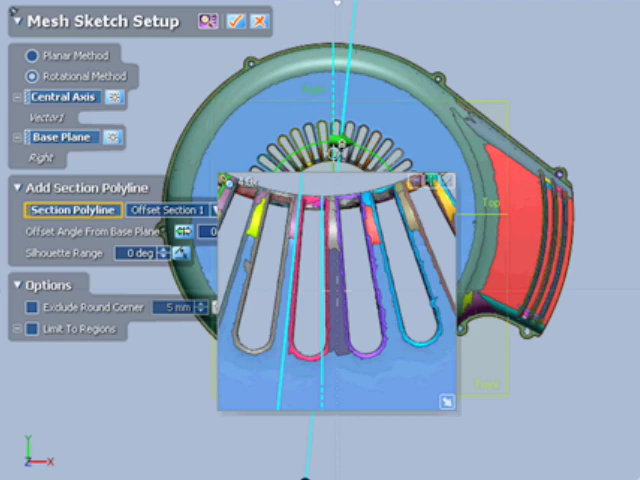 Mesh Sketch Setup
Planar Method
Rotational Method
Central Axis
Vector1
Base Plane
Right
Add Section Polyline
Section Polyline Offset Section 1
Offset Angle From Base Plane 0
Silhouette Range 0 deg
Options
Exclude Round Corner 5 mm
Limit To Regions
Right
Top
Front
Y
Z X